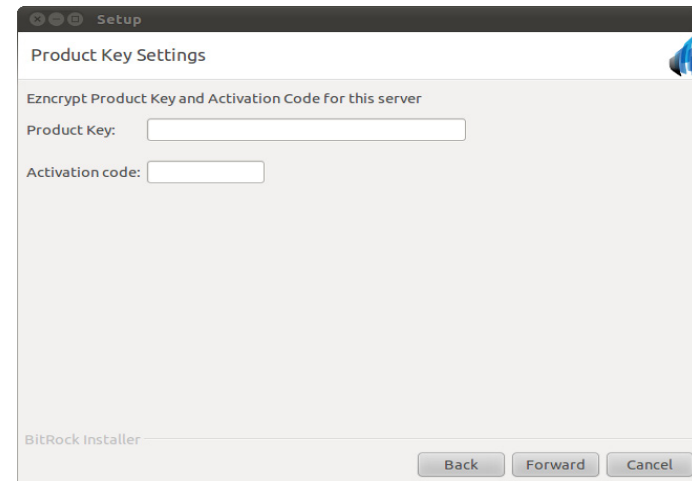 Setup
Product Key Settings
Ezncrypt Product Key and Activation Code for this server
Product Key:
Activation code:
BitRock Installer
Back Forward Cancel